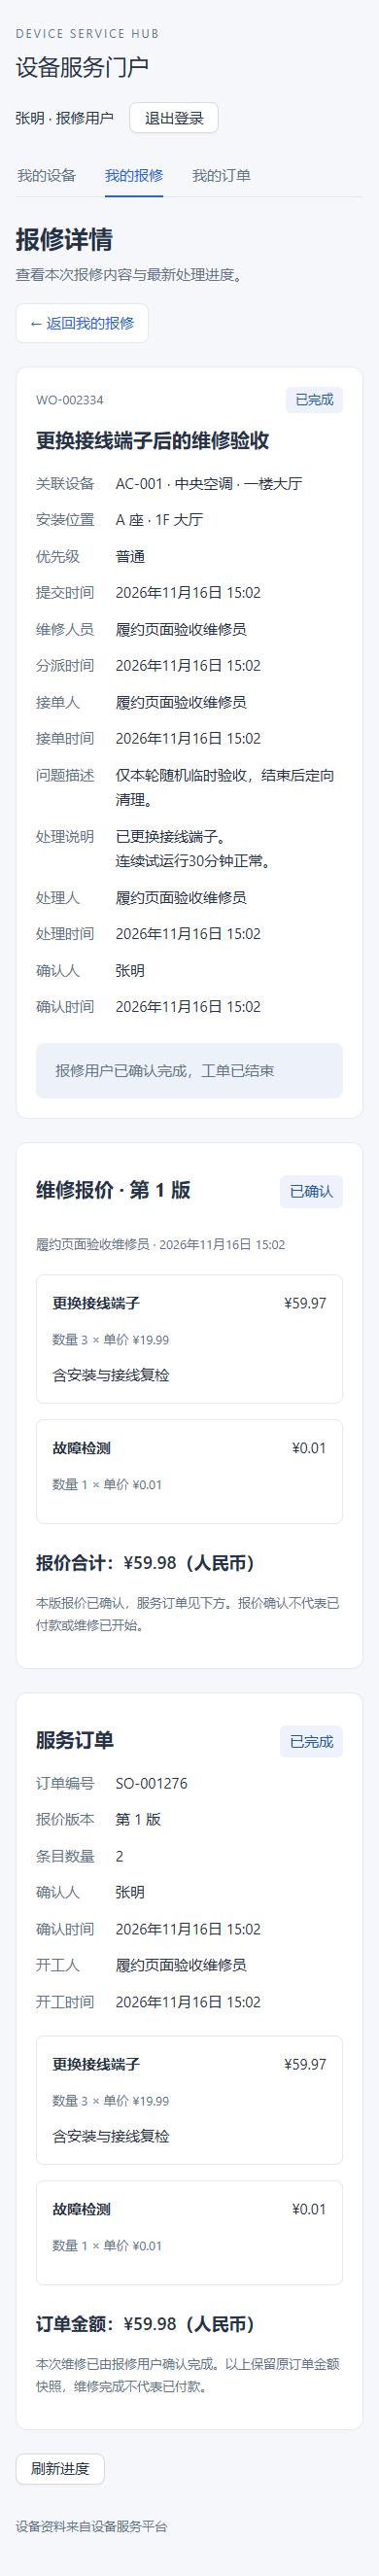 DEVICE SERVICE HUB
设备服务门户
张明 · 报修用户 退出登录
我的设备 我的报修 我的订单
报修详情
查看本次报修内容与最新处理进度。
← 返回我的报修
WO-002334 已完成
更换接线端子后的维修验收
关联设备 AC-001 · 中央空调 · 一楼大厅
安装位置 A 座 · 1F 大厅
优先级 普通
提交时间 2026年11月16日 15:02
维修人员 履约页面验收维修员
分派时间 2026年11月16日 15:02
接单人 履约页面验收维修员
接单时间 2026年11月16日 15:02
问题描述 仅本轮随机临时验收，结束后定向
清理。
处理说明 已更换接线端子。
连续试运行30分钟正常。
处理人 履约页面验收维修员
处理时间 2026年11月16日 15:02
确认人 张明
确认时间 2026年11月16日 15:02
报修用户已确认完成，工单已结束
维修报价 · 第 1 版 已确认
履约页面验收维修员 · 2026年11月16日 15:02
更换接线端子 ¥59.97
数量 3 × 单价 ¥19.99
含安装与接线复检
故障检测 ¥0.01
数量 1 × 单价 ¥0.01
报价合计：¥59.98（人民币）
本版报价已确认，服务订单见下方。报价确认不代表已
付款或维修已开始。
服务订单 已完成
订单编号 SO-001276
报价版本 第 1 版
条目数量 2
确认人 张明
确认时间 2026年11月16日 15:02
开工人 履约页面验收维修员
开工时间 2026年11月16日 15:02
更换接线端子 ¥59.97
数量 3 × 单价 ¥19.99
含安装与接线复检
故障检测 ¥0.01
数量 1 × 单价 ¥0.01
订单金额：¥59.98（人民币）
本次维修已由报修用户确认完成。以上保留原订单金额
快照，维修完成不代表已付款。
刷新进度
设备资料来自设备服务平台